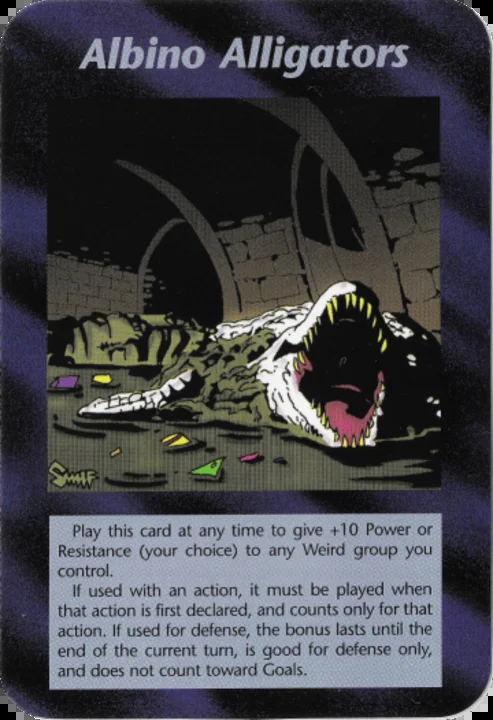 Albino Alligators
SWIF
Play this card at any time to give +10 Power or
Resistance (your choice) to any Weird group you
control.
If used with an action, it must be played when
that action is first declared, and counts only for that
action. If used for defense, the bonus lasts until the
end of the current turn, is good for defense only,
and does not count toward Goals.